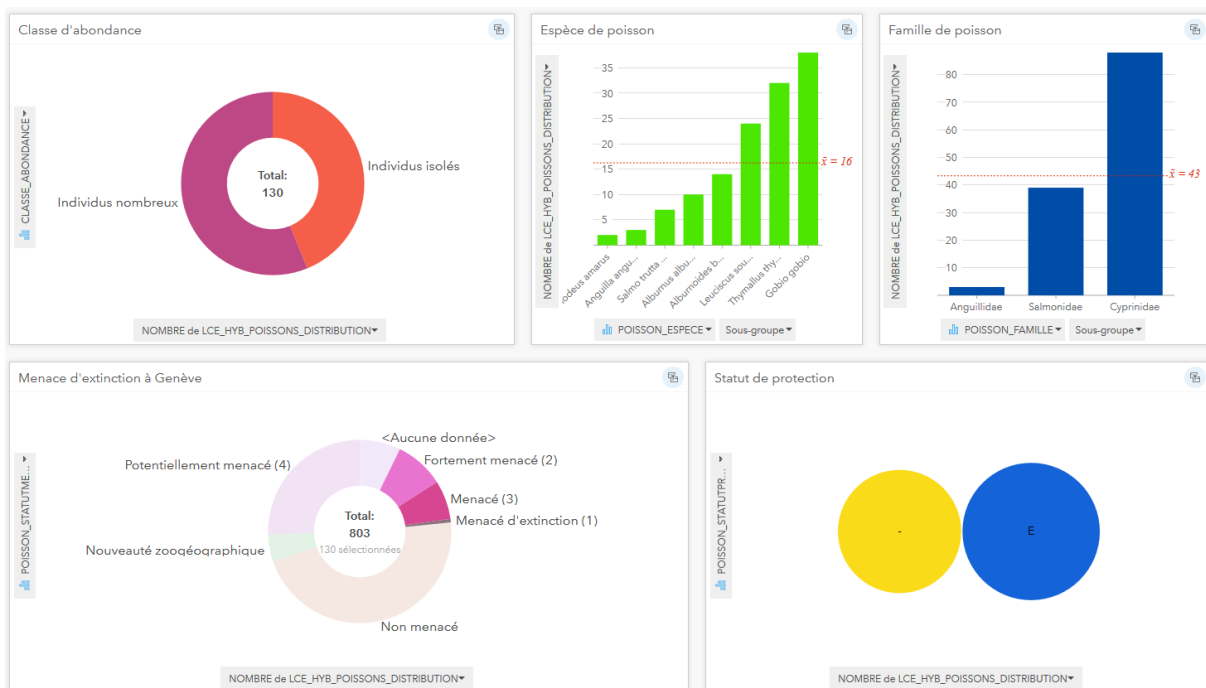 Classe d'abondance
CLASSE_ABONDANCE
Individus isolés
Individus nombreux
Total:
130
NOMBRE de LCE_HYB_POISSONS_DISTRIBUTION
Espèce de poisson
NOMBRE de LCE_HYB_POISSONS_DISTRIBUTION
35
30
25
20
15
10
5
x̄ = 16
odeus amarus
Anguilla angu...
Salmo trutta ...
Alburnus albu...
Alburnoides b...
Leuciscus sou...
Thymallus thy...
Gobio gobio
POISSON_ESPECE
Sous-groupe
Famille de poisson
NOMBRE de LCE_HYB_POISSONS_DISTRIBUTION
80
70
60
50
40
30
20
10
x̄ = 43
Anguillidae
Salmonidae
Cyprinidae
POISSON_FAMILLE
Sous-groupe
Menace d'extinction à Genève
POISSON_STATUTME...
<Aucune donnée>
Fortement menacé (2)
Potentiellement menacé (4)
Menacé (3)
Menacé d'extinction (1)
Total:
803
130 sélectionnées
Nouveauté zoogéographique
Non menacé
NOMBRE de LCE_HYB_POISSONS_DISTRIBUTION
Statut de protection
POISSON_STATUTPR...
-
E
NOMBRE de LCE_HYB_POISSONS_DISTRIBUTION